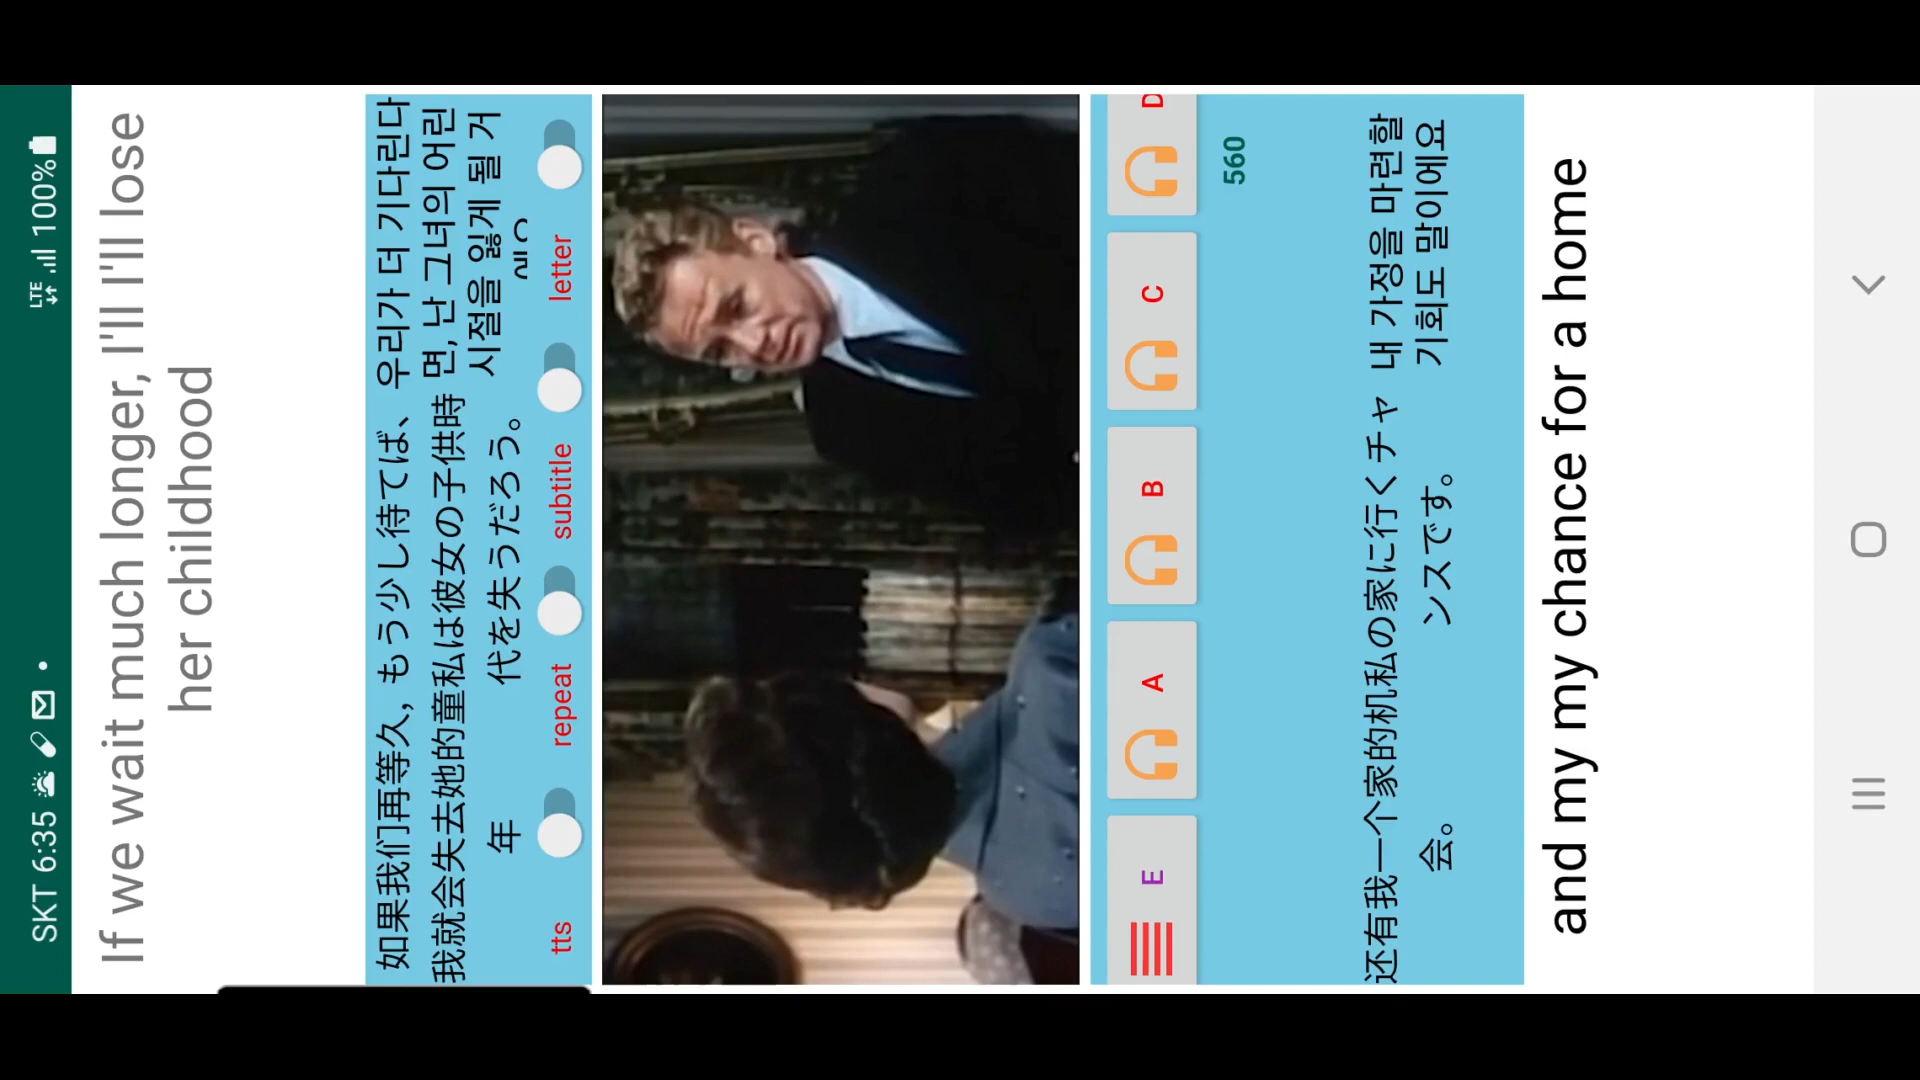 SKT 6:35
LTE 100%
If we wait much longer, I'll I'll lose
her childhood
如果我们再等久，
我就会失去她的童
年
もう少し待てば、
私は彼女の子供時
代を失うだろう。
우리가 더 기다린다
면, 난 그녀의 어린
시절을 잃게 될 거
tts
repeat
subtitle
letter
E
A
B
C
D
560
还有我一个家的机
会。
私の家に行くチャ
ンスです。
내 가정을 마련할
기회도 말이에요
and my my chance for a home